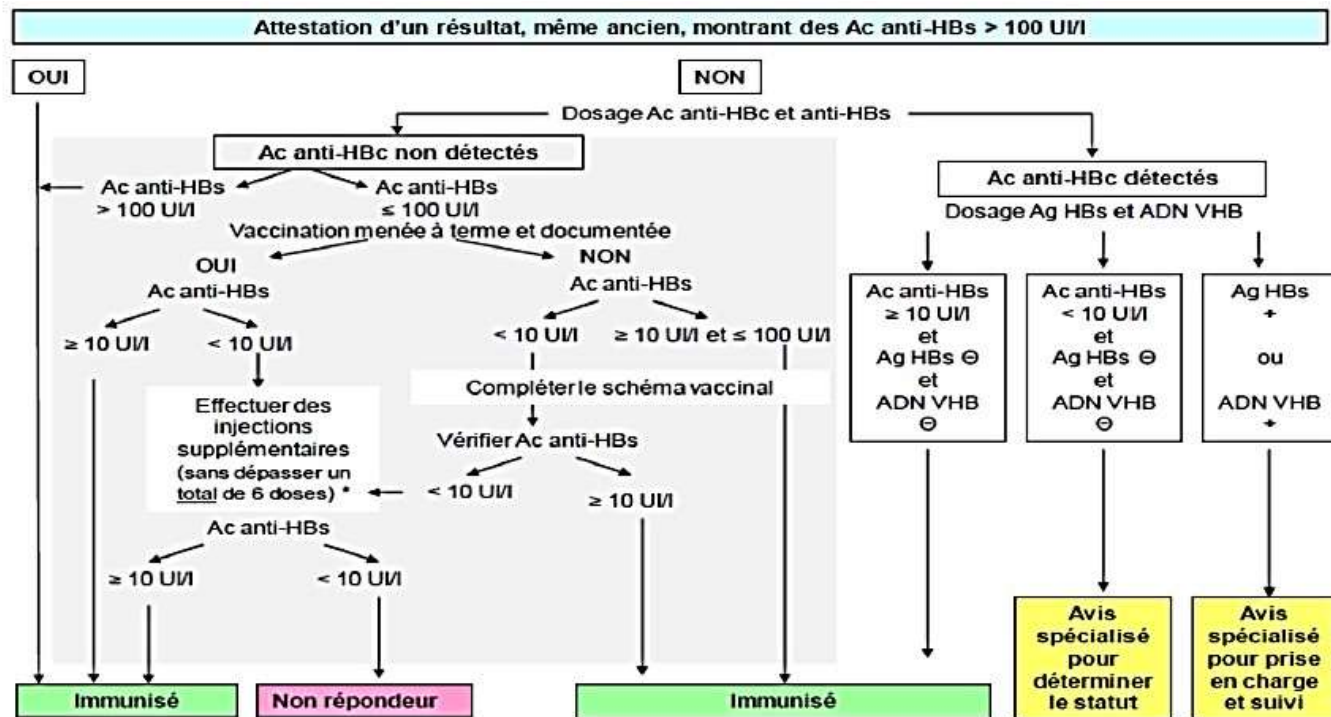 Attestation d'un résultat, même ancien, montrant des Ac anti-HBs > 100 UI/l
OUI
NON
Dosage Ac anti-HBc et anti-HBs
Ac anti-HBc non détectés
Ac anti-HBs
> 100 UI/l
Ac anti-HBs
≤ 100 UI/l
Vaccination menée à terme et documentée
OUI
Ac anti-HBs
≥ 10 UI/l
< 10 UI/l
Effectuer des
injections
supplémentaires
(sans dépasser un
total de 6 doses) *
Ac anti-HBs
≥ 10 UI/l
< 10 UI/l
NON
Ac anti-HBs
< 10 UI/l
≥ 10 UI/l et ≤ 100 UI/l
Compléter le schéma vaccinal
Vérifier Ac anti-HBs
< 10 UI/l
≥ 10 UI/l
Ac anti-HBc détectés
Dosage Ag HBs et ADN VHB
Ac anti-HBs
≥ 10 UI/l
et
Ag HBs ⊖
et
ADN VHB
⊖
Ac anti-HBs
< 10 UI/l
et
Ag HBs ⊖
et
ADN VHB
⊖
Ag HBs
+
ou
ADN VHB
+
Immunisé
Non répondeur
Immunisé
Avis
spécialisé
pour
déterminer
le statut
Avis
spécialisé
pour prise
en charge
et suivi